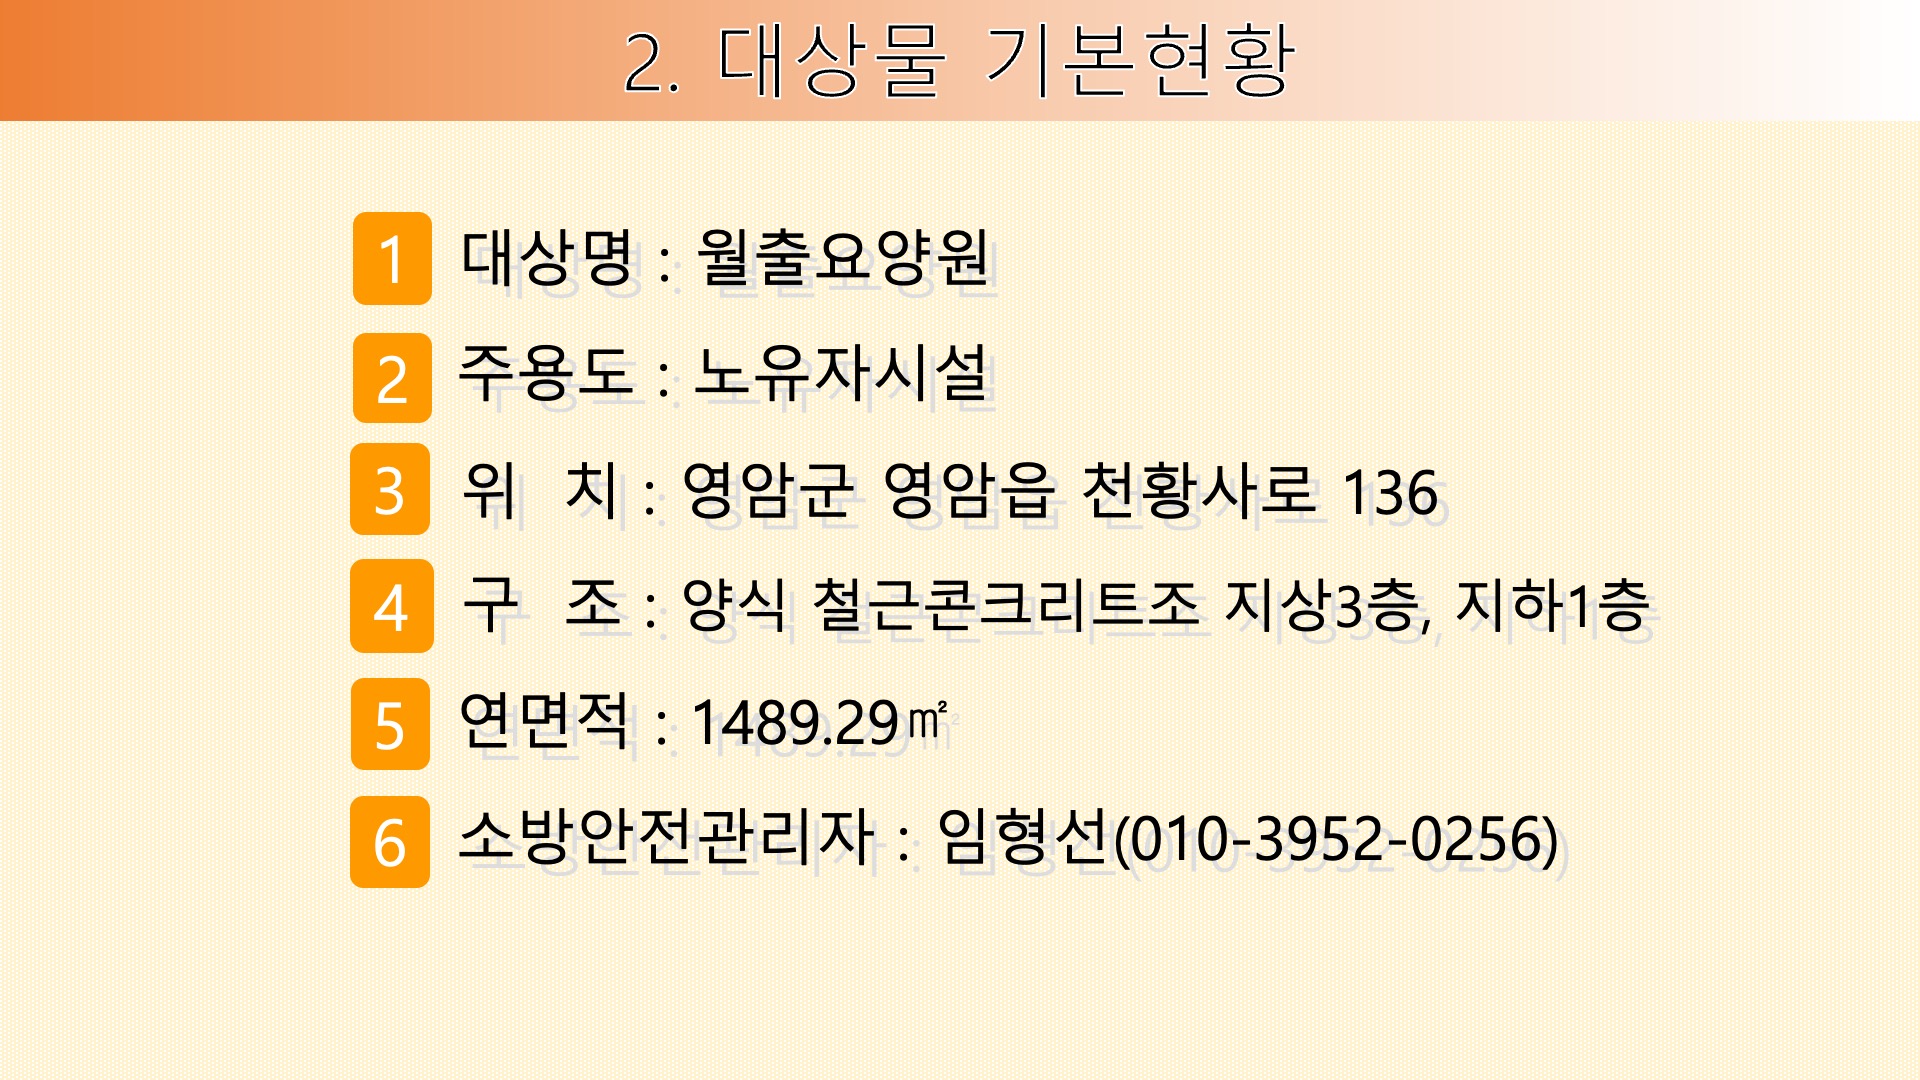 2. 대상물 기본현황
1 대상명 : 월출요양원
2 주용도 : 노유자시설
3 위 치 : 영암군 영암읍 천황사로 136
4 구 조 : 양식 철근콘크리트조 지상3층, 지하1층
5 연면적 : 1489.29㎡
6 소방안전관리자 : 임형선(010-3952-0256)